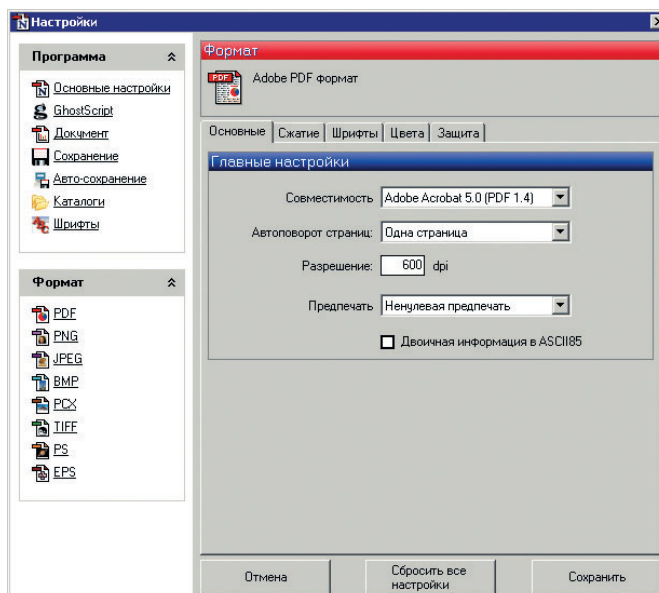 Настройки
Программа
Основные настройки
GhostScript
Документ
Сохранение
Авто-сохранение
Каталоги
Шрифты
Формат
PDF
PNG
JPEG
BMP
PCX
TIFF
PS
EPS
Формат
PDF
Adobe PDF формат
Основные Сжатие Шрифты Цвета Защита
Главные настройки
Совместимость Adobe Acrobat 5.0 (PDF 1.4)
Автоповорот страниц: Одна страница
Разрешение: 600 dpi
Предпечать Ненулевая предпечать
Двоичная информация в ASCII85
Отмена
Сбросить все
настройки
Сохранить